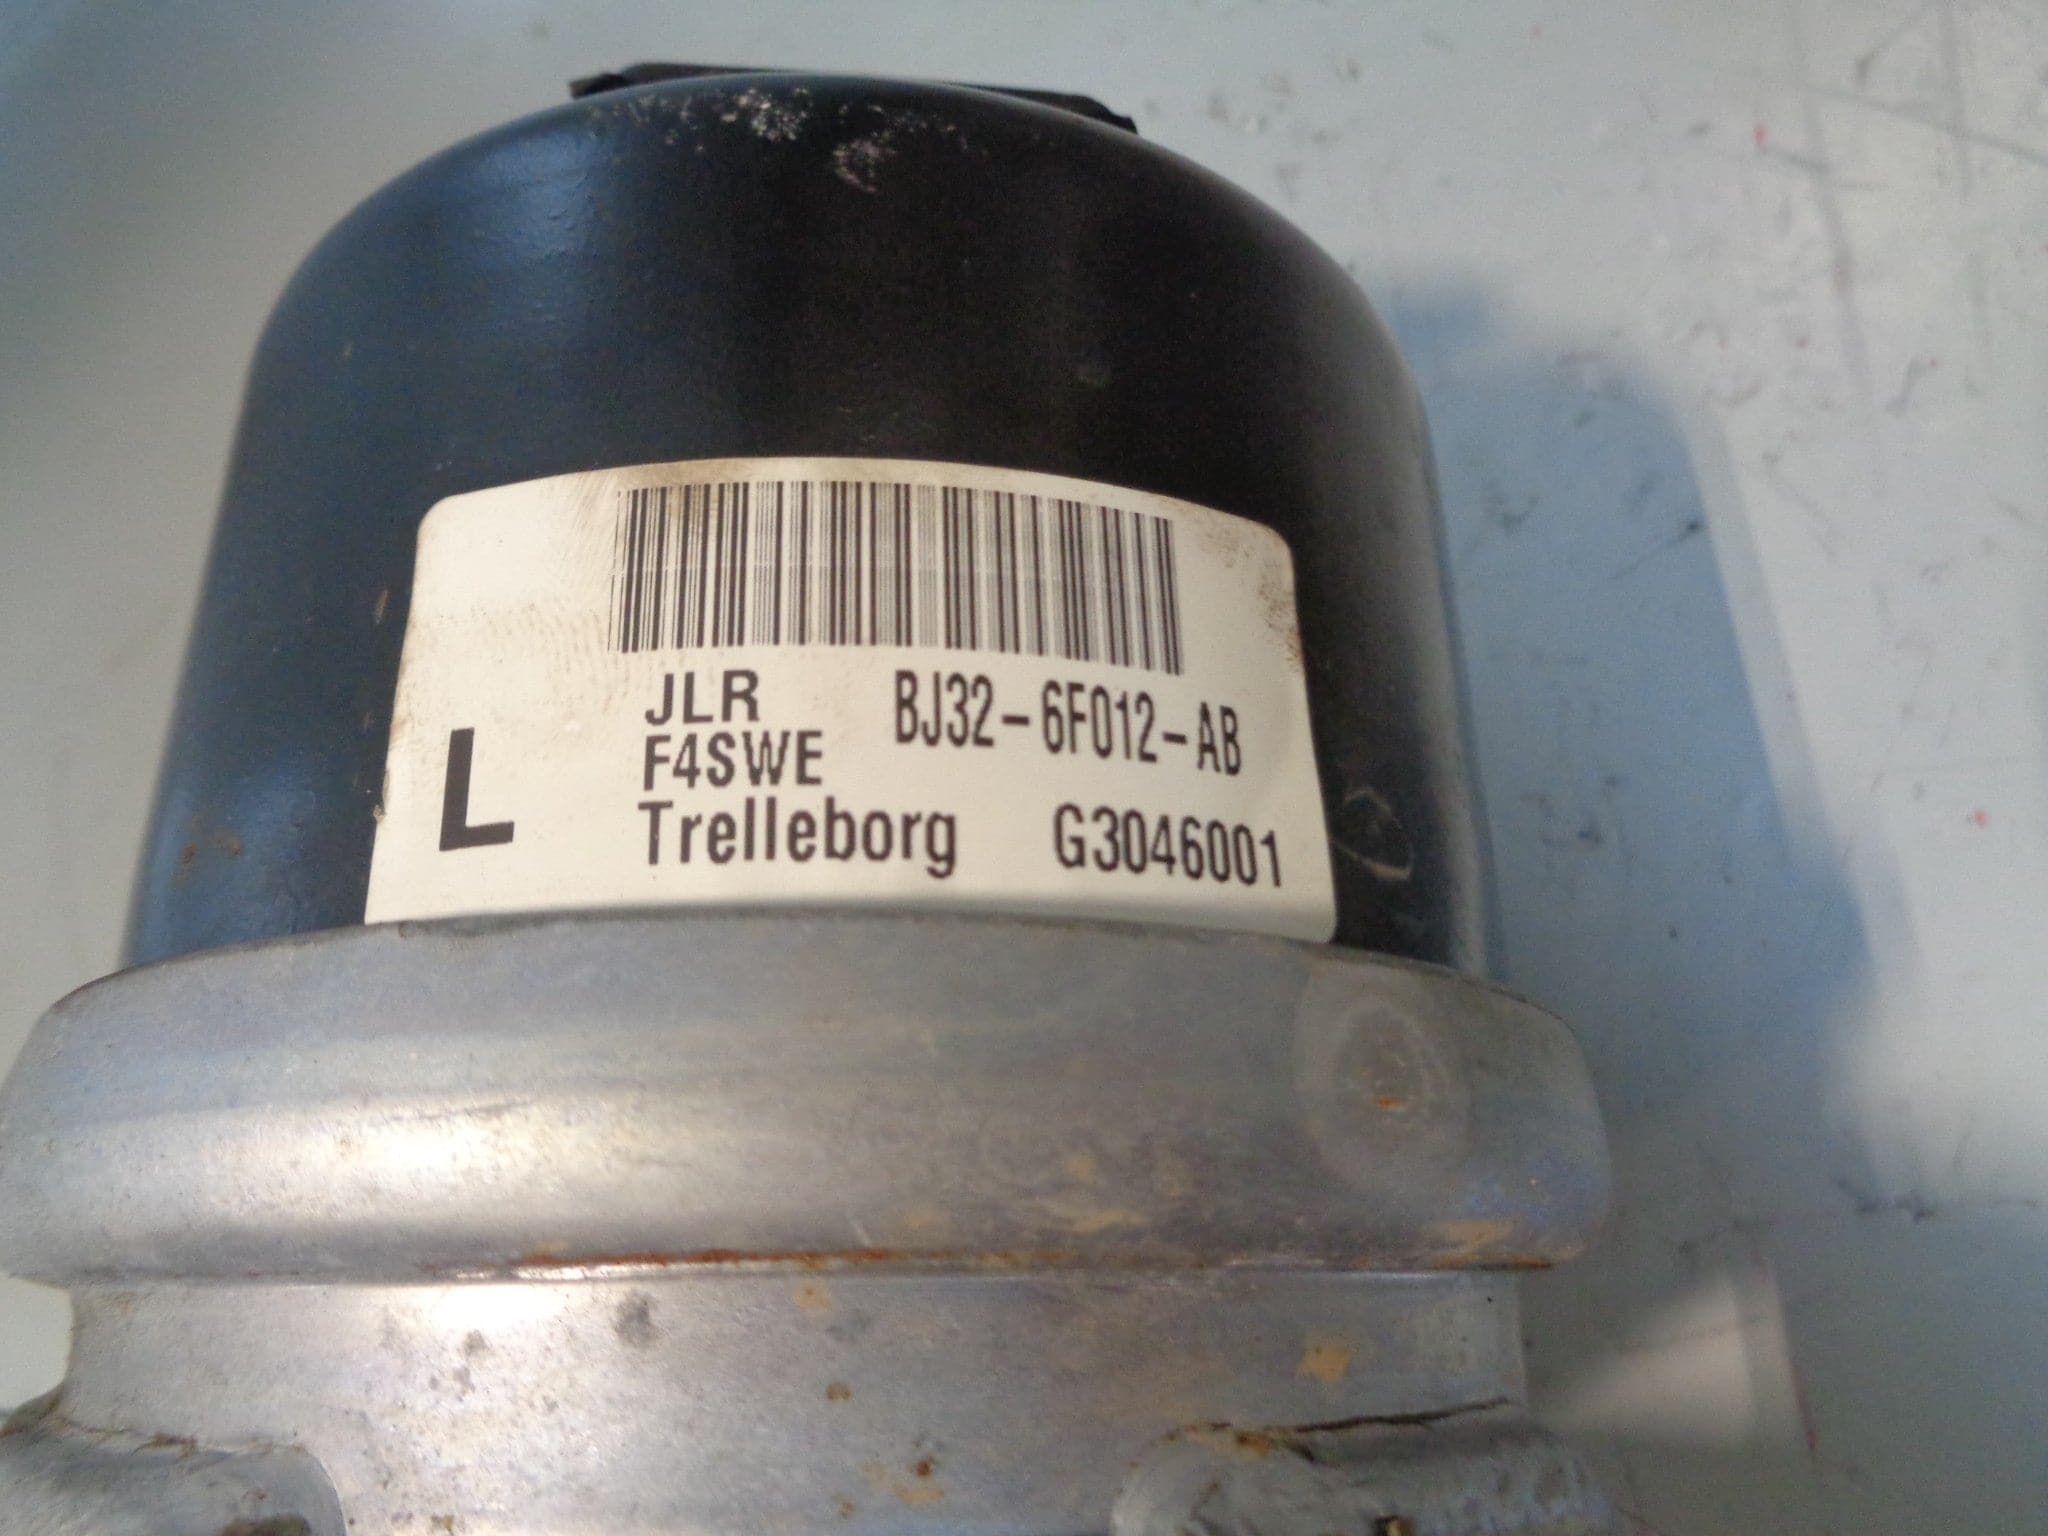 JLR BJ32-6F012-AB
F4SWE
L
Trelleborg G3046001